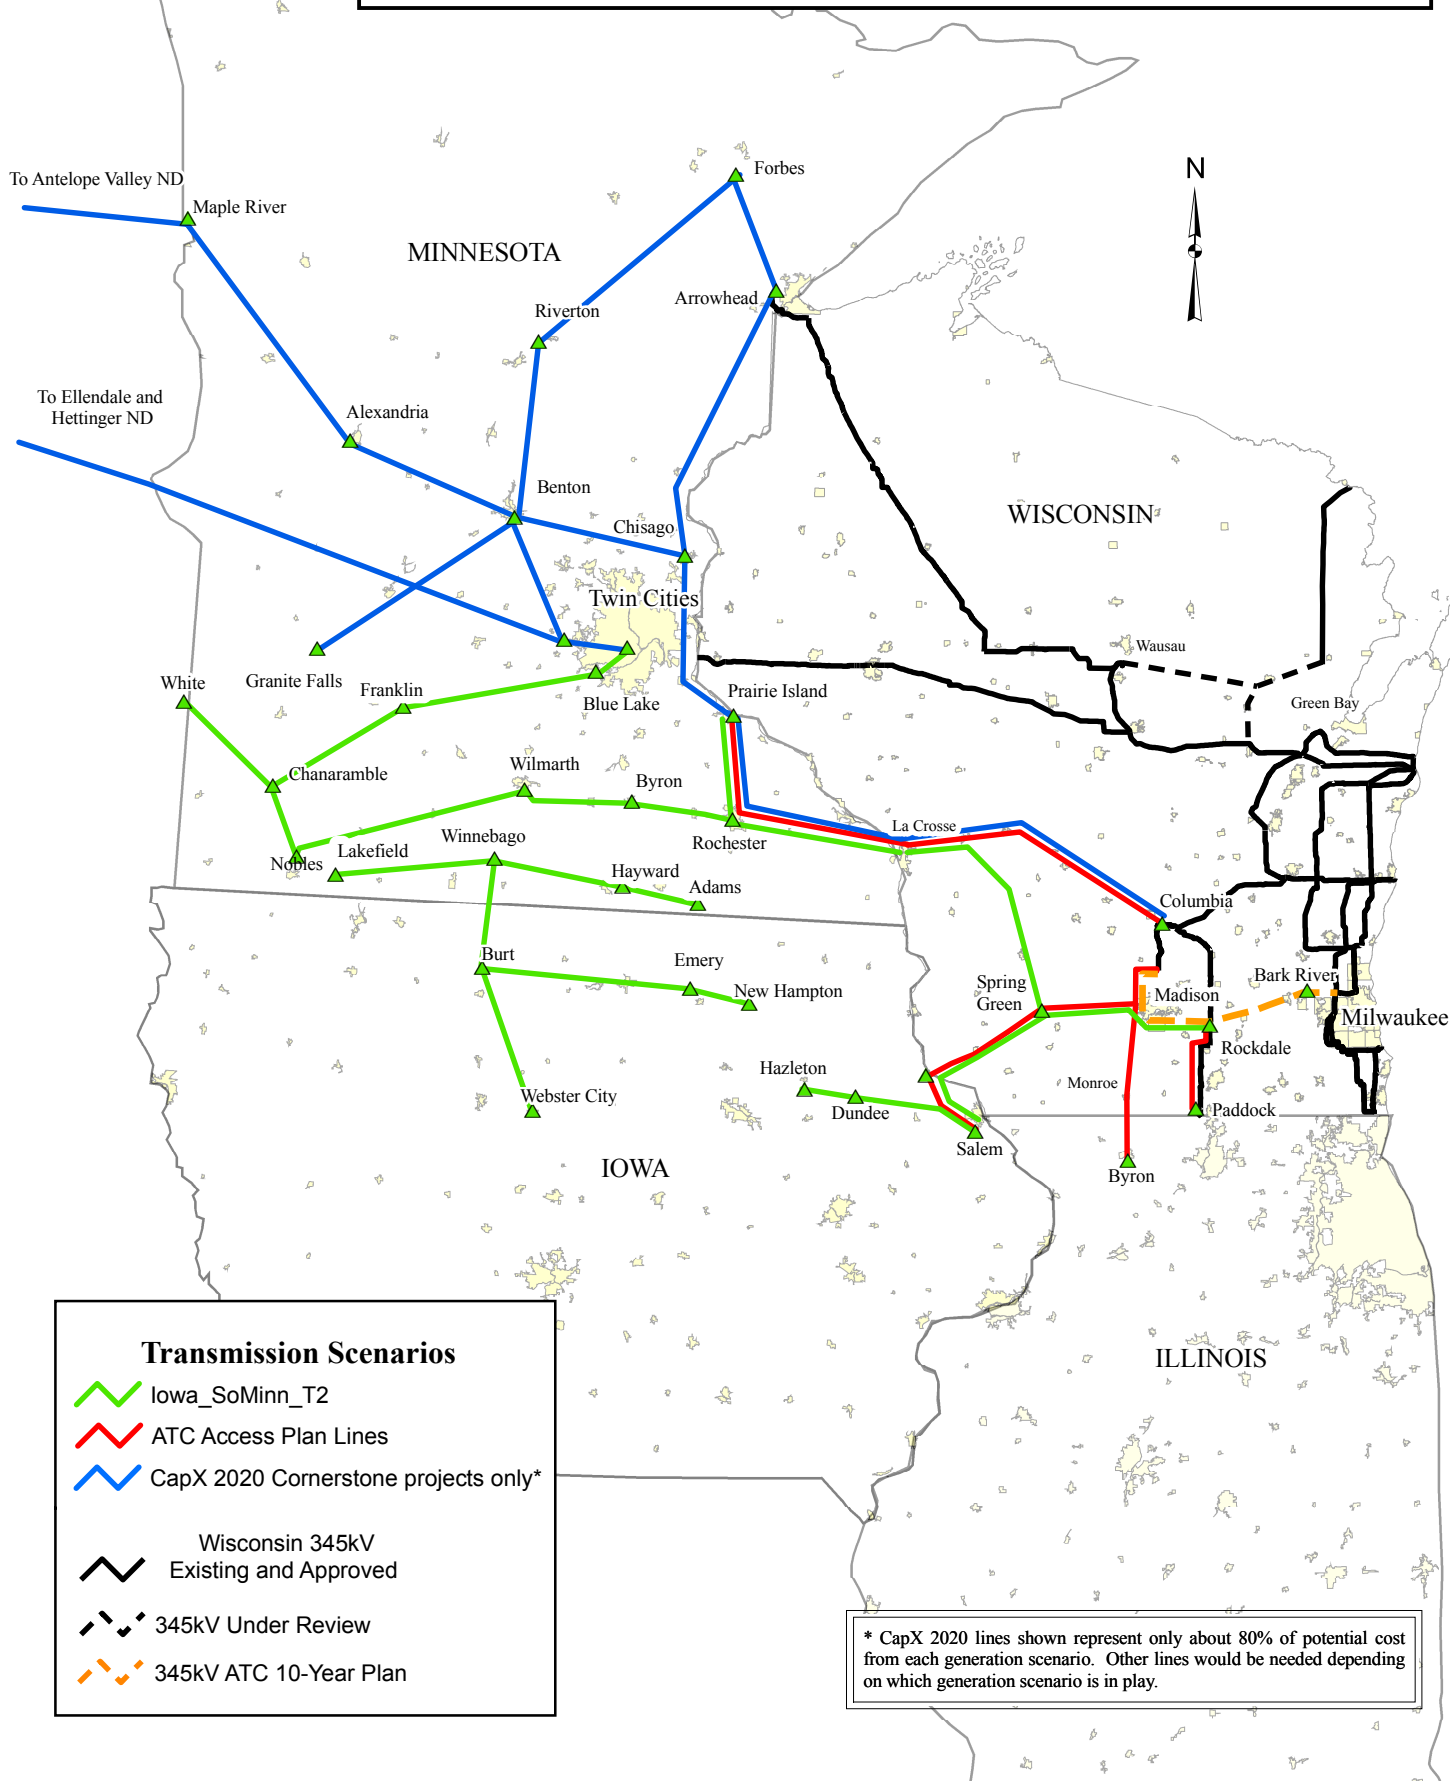 N
Forbes
To Antelope Valley ND
Maple River
MINNESOTA
Arrowhead
Riverton
To Ellendale and
Hettinger ND
Alexandria
Benton
WISCONSIN
Chisago
Twin Cities
Wausau
White
Granite Falls
Franklin
Blue Lake
Prairie Island
Green Bay
Chanaramble
Wilmarth
Byron
La Crosse
Winnebago
Rochester
Nobles
Lakefield
Hayward
Adams
Columbia
Burt
Emery
New Hampton
Spring
Green
Madison
Bark River
Milwaukee
Rockdale
Hazleton
Monroe
Dundee
Webster City
Paddock
Salem
IOWA
Byron
ILLINOIS
Transmission Scenarios
Iowa_SoMinn_T2
ATC Access Plan Lines
CapX 2020 Cornerstone projects only*
Wisconsin 345kV
Existing and Approved
345kV Under Review
345kV ATC 10-Year Plan
* CapX 2020 lines shown represent only about 80% of potential cost
from each generation scenario. Other lines would be needed depending
on which generation scenario is in play.